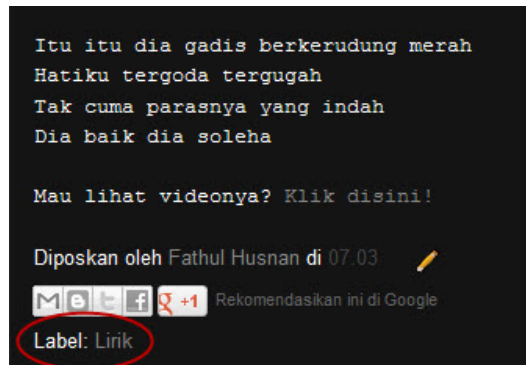 Itu itu dia gadis berkerudung merah
Hatiku tergoda tergugah
Tak cuma parasnya yang indah
Dia baik dia soleha
Mau lihat videonya? Klik disini!
Diposkan oleh Fathul Husnan di 07.03
+1 Rekomendasikan ini di Google
Label: Lirik